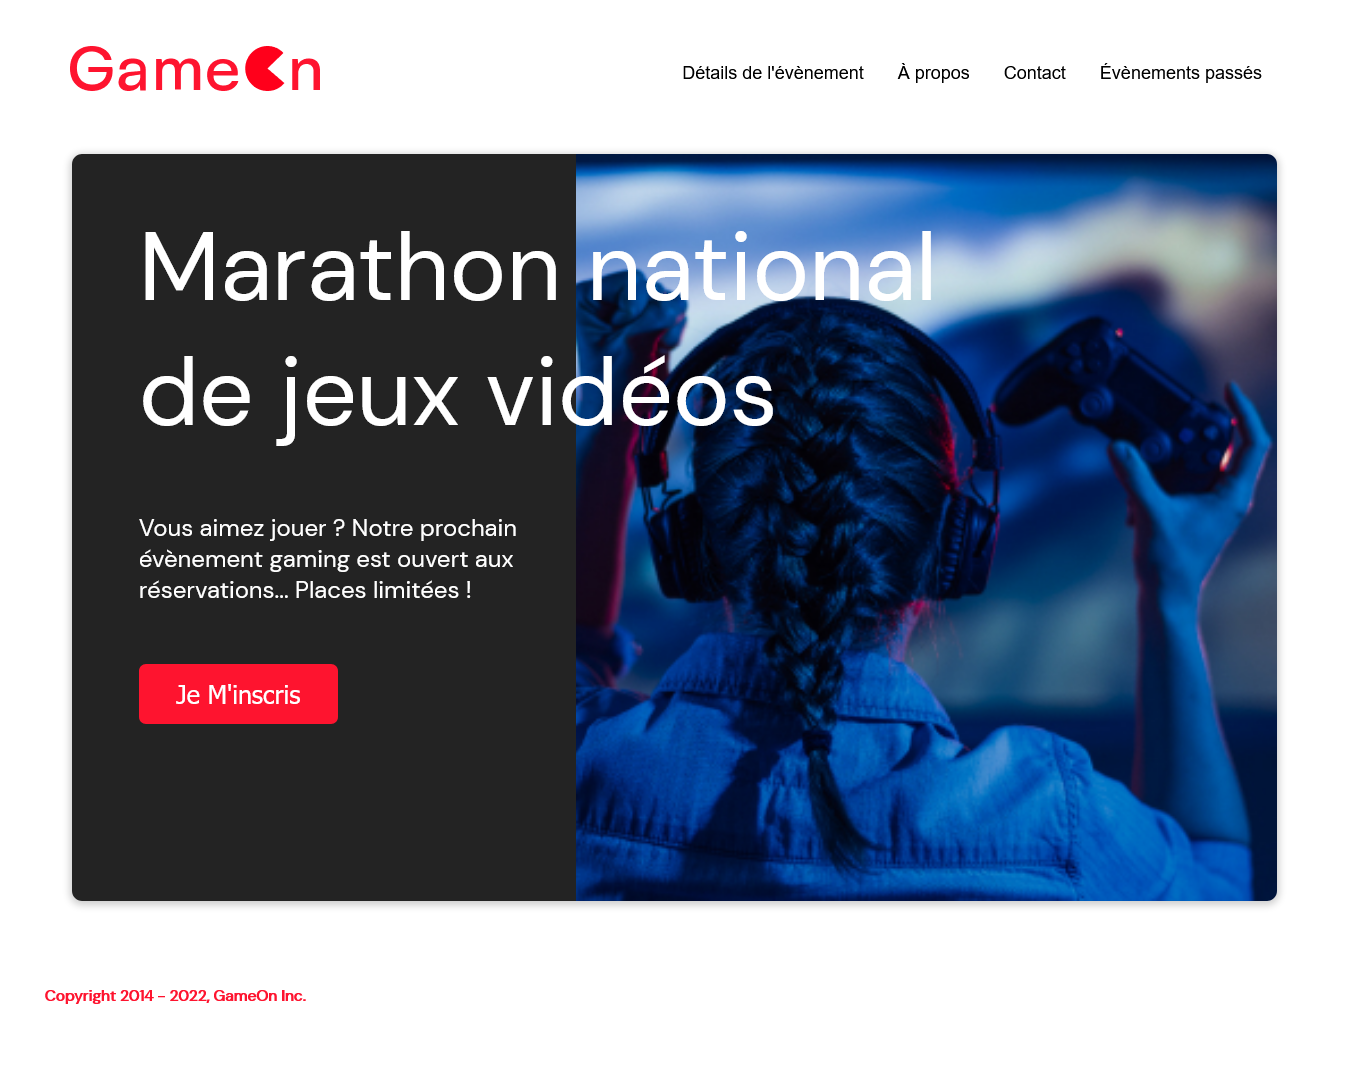 GameOn
Détails de l'évènement À propos Contact Évènements passés
Marathon national
de jeux vidéos
Vous aimez jouer ? Notre prochain
évènement gaming est ouvert aux
réservations... Places limitées !
Je M'inscris
Copyright 2014 - 2022, GameOn Inc.